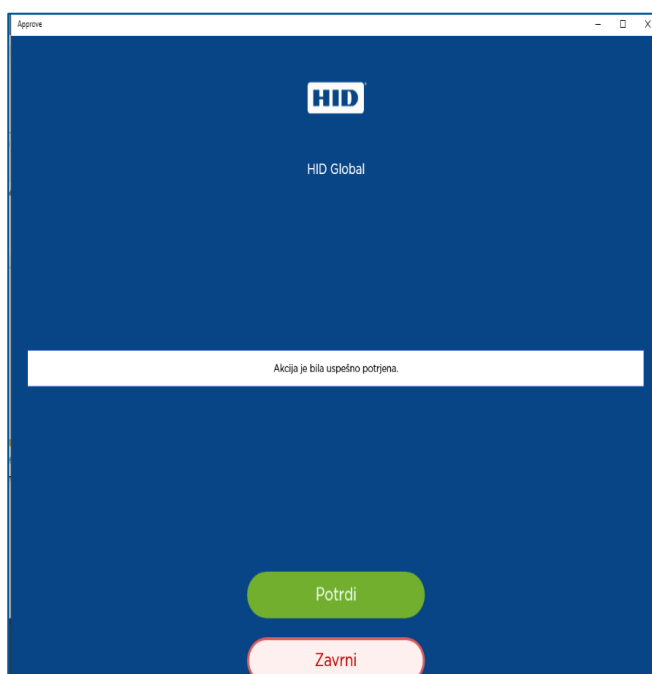 Approve
HID
HID Global
Akcija je bila uspešno potrjena.
Potrdi
Zavrni